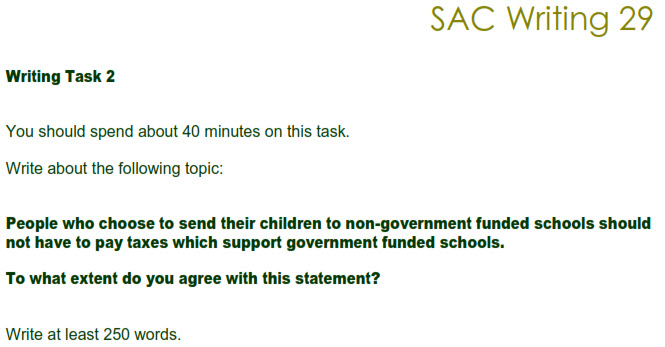 SAC Writing 29
Writing Task 2
You should spend about 40 minutes on this task.
Write about the following topic:
People who choose to send their children to non-government funded schools should
not have to pay taxes which support government funded schools.
To what extent do you agree with this statement?
Write at least 250 words.